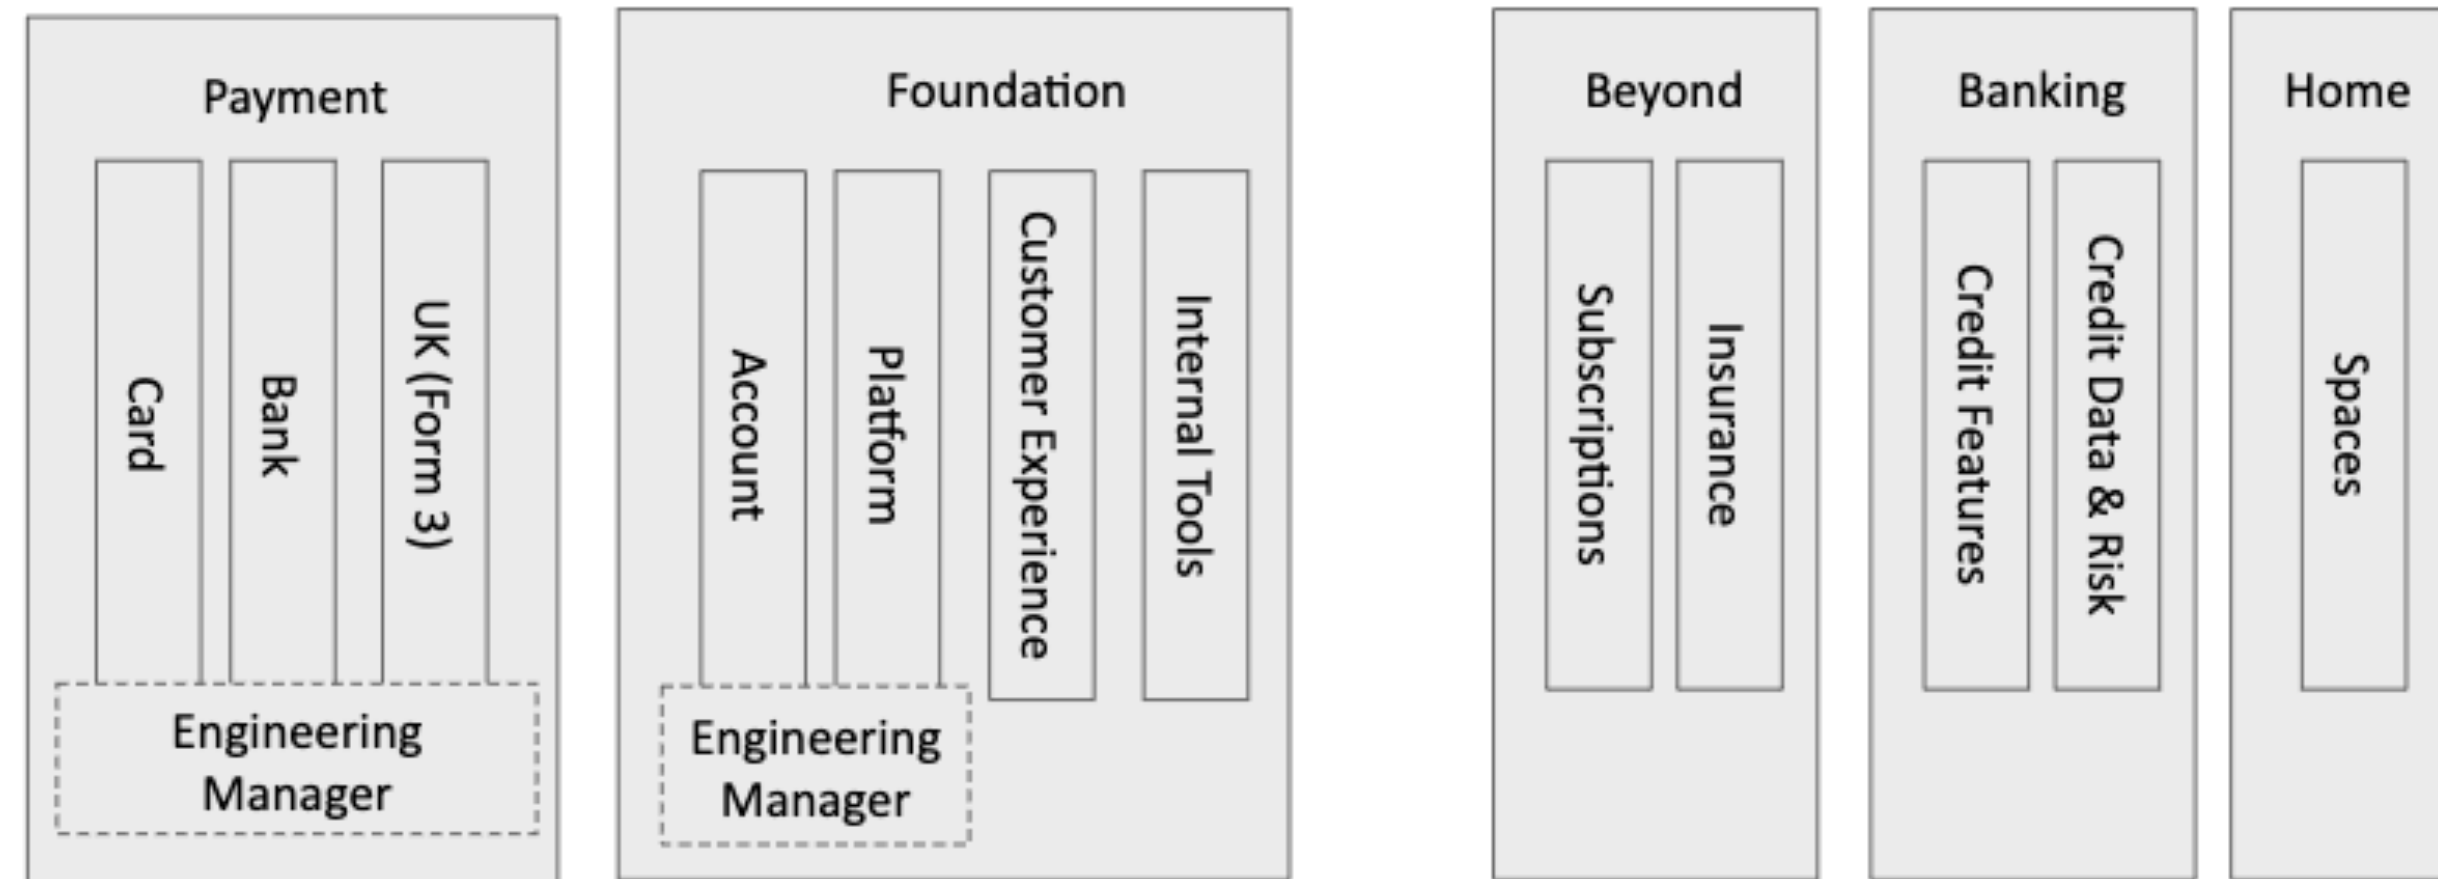 Payment
Card
Bank
UK (Form 3)
Engineering
Manager
Foundation
Account
Platform
Customer Experience
Internal Tools
Engineering
Manager
Beyond
Subscriptions
Insurance
Banking
Credit Features
Credit Data & Risk
Home
Spaces